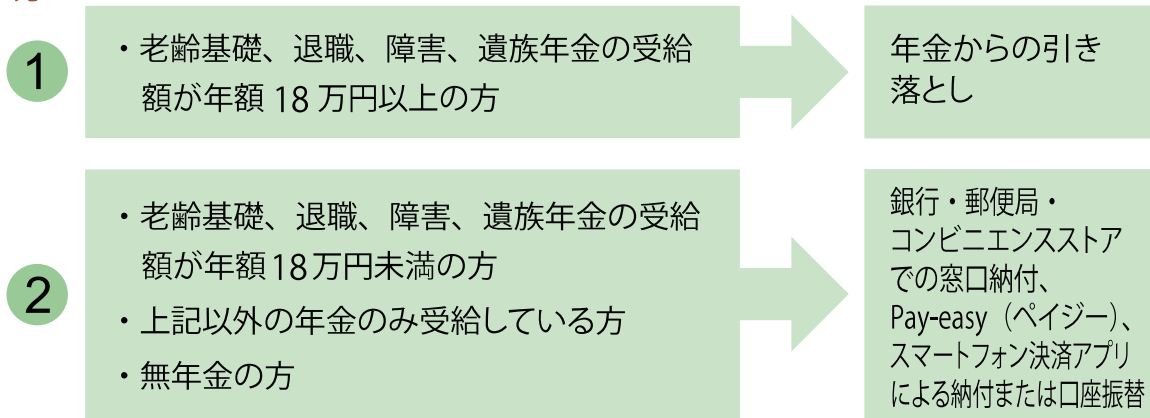 1
・老齢基礎、退職、障害、遺族年金の受給
額が年額 18 万円以上の方
年金からの引き
落とし
2
・老齢基礎、退職、障害、遺族年金の受給
額が年額 18万円未満の方
・上記以外の年金のみ受給している方
・無年金の方
銀行・郵便局・
コンビニエンスストア
での窓口納付、
Pay-easy（ペイジー）、
スマートフォン決済アプリ
による納付または口座振替